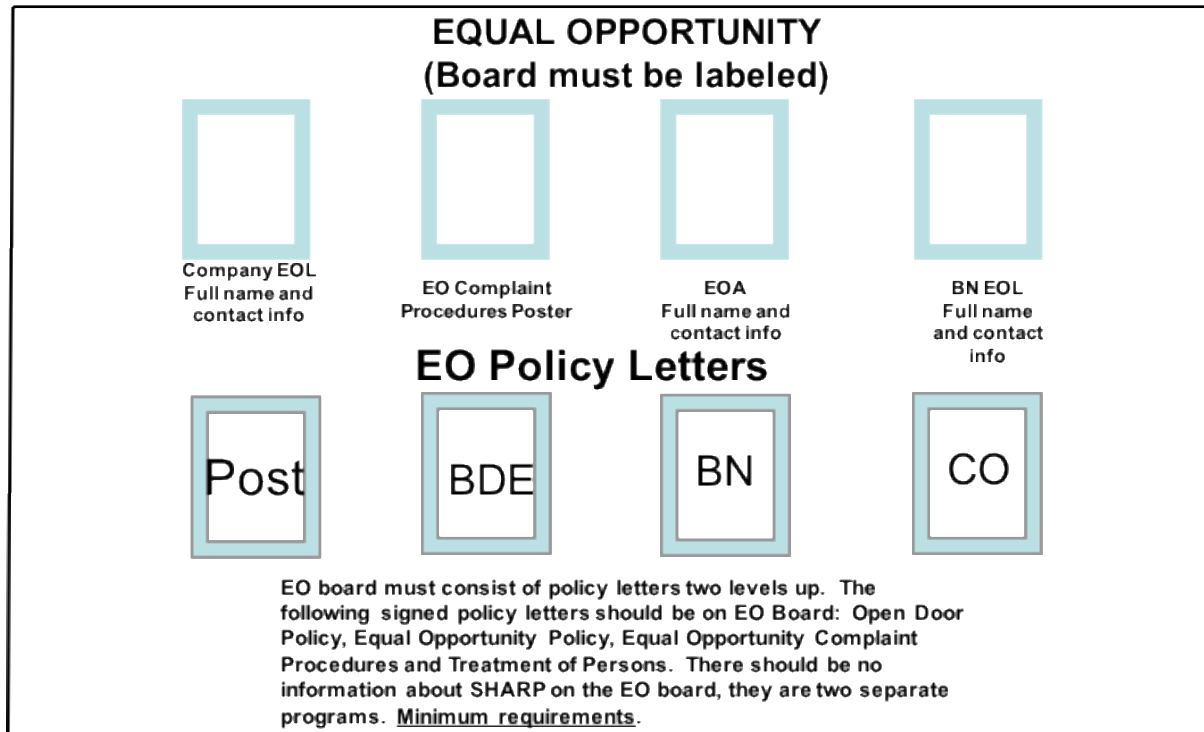 EQUAL OPPORTUNITY
(Board must be labeled)
Company EOL
Full name and
contact info
EO Complaint
Procedures Poster
EOA
Full name and
contact info
BN EOL
Full name
and contact
info
EO Policy Letters
Post
BDE
BN
CO
EO board must consist of policy letters two levels up. The
following signed policy letters should be on EO Board: Open Door
Policy, Equal Opportunity Policy, Equal Opportunity Complaint
Procedures and Treatment of Persons. There should be no
information about SHARP on the EO board, they are two separate
programs. Minimum requirements.